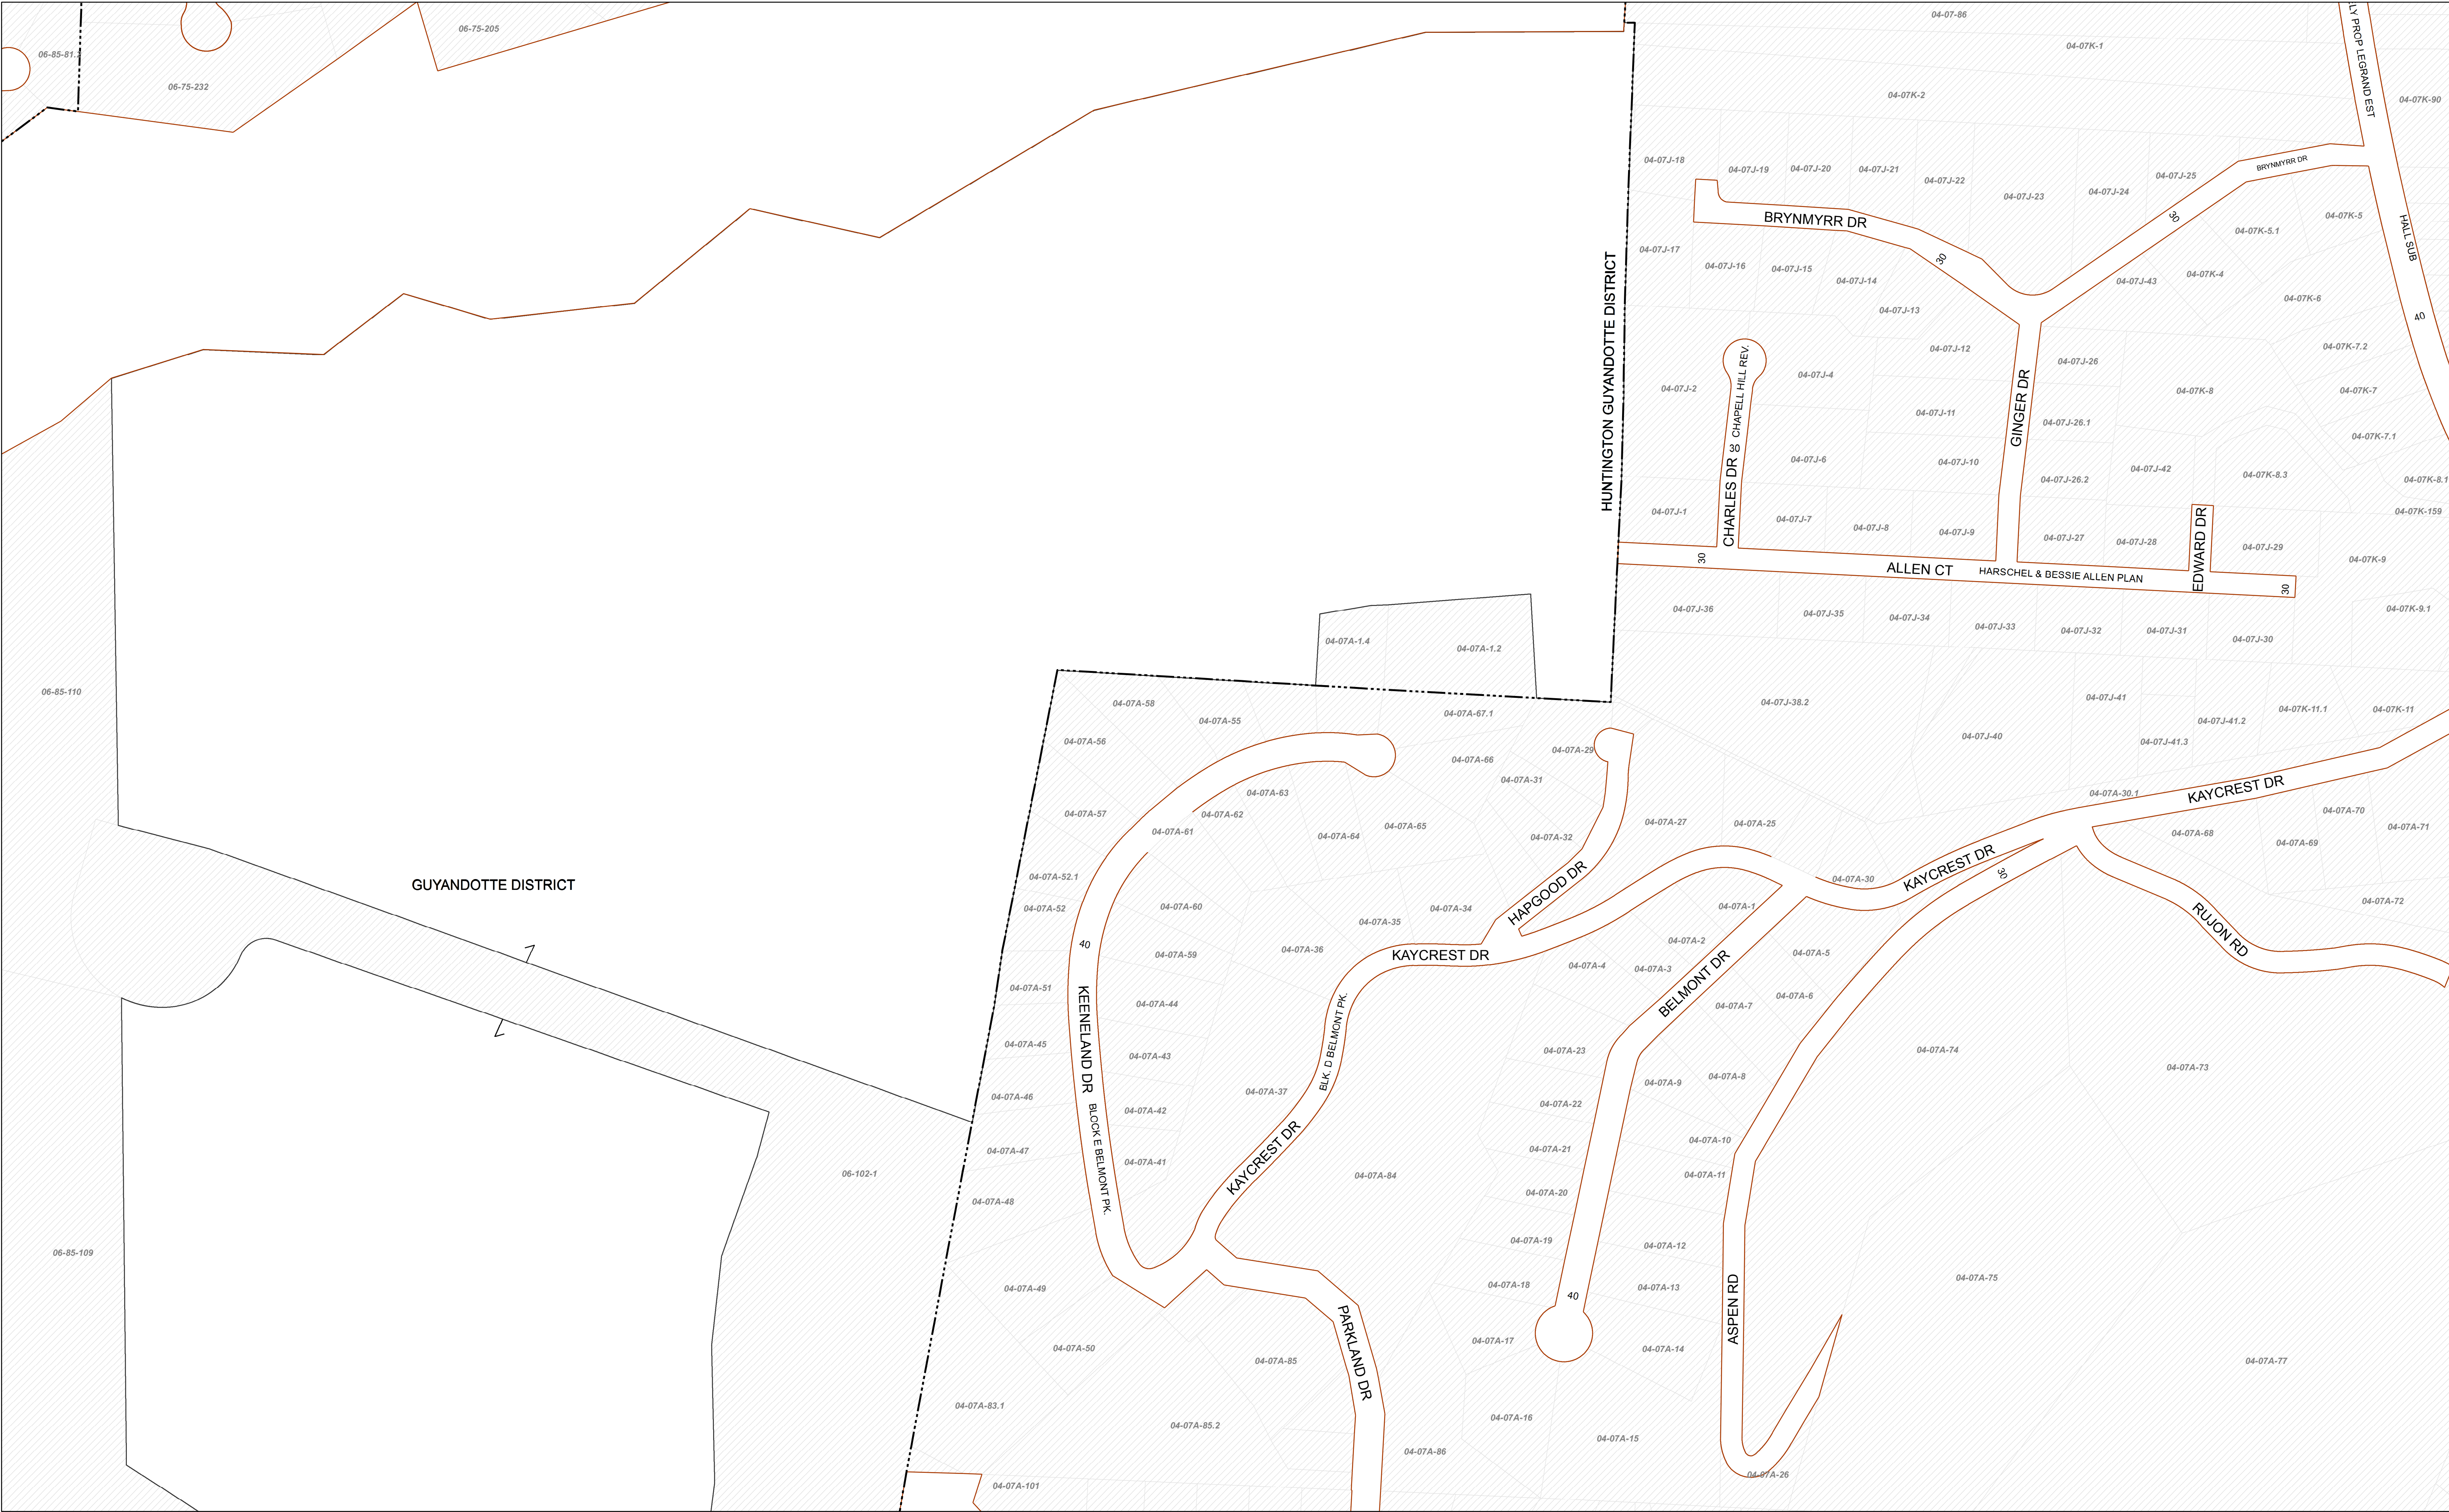 04-07-86
LY PROP LEGRAND EST
06-75-205
04-07K-1
06-85-81.
06-75-232
04-07K-2
04-07K-90
04-07J-18
04-07J-19
04-07J-20
04-07J-21
04-07J-22
04-07J-23
04-07J-24
04-07J-25
BRYNMYRR DR
BRYNMYRR DR
30
04-07K-5
04-07K-5.1
HALL SUB
04-07J-17
04-07J-16
04-07J-15
04-07J-14
30
04-07J-43
04-07K-4
04-07K-6
04-07J-13
40
HUNTINGTON GUYANDOTTE DISTRICT
04-07J-12
04-07K-7.2
04-07J-26
CHAPELL HILL REV.
04-07J-2
04-07J-4
04-07K-8
04-07K-7
GINGER DR
04-07J-11
04-07J-26.1
04-07K-7.1
30
CHARLES DR
04-07J-6
04-07J-10
04-07J-42
04-07J-26.2
04-07K-8.3
04-07K-8.1
04-07J-1
04-07J-7
04-07J-8
04-07J-9
04-07J-27
04-07J-28
EDWARD DR
04-07J-29
04-07K-159
04-07K-9
30
ALLEN CT
HARSCHEL & BESSIE ALLEN PLAN
30
04-07J-36
04-07J-35
04-07J-34
04-07J-33
04-07J-32
04-07J-31
04-07J-30
04-07K-9.1
04-07A-1.4
04-07A-1.2
06-85-110
04-07A-58
04-07A-55
04-07A-67.1
04-07J-38.2
04-07J-41
04-07K-11.1
04-07K-11
04-07J-41.2
04-07A-56
04-07A-29
04-07J-40
04-07J-41.3
04-07A-66
04-07A-31
04-07A-63
04-07A-30.1
KAYCREST DR
04-07A-57
04-07A-62
04-07A-61
04-07A-64
04-07A-65
04-07A-32
04-07A-27
04-07A-25
04-07A-68
04-07A-69
04-07A-70
04-07A-71
GUYANDOTTE DISTRICT
04-07A-52.1
04-07A-52
04-07A-60
04-07A-35
04-07A-34
HAPGOOD DR
04-07A-1
04-07A-30
KAYCREST DR
30
04-07A-72
RUJON RD
40
04-07A-59
04-07A-36
KAYCREST DR
04-07A-4
04-07A-2
04-07A-3
BELMONT DR
04-07A-5
04-07A-51
04-07A-44
04-07A-7
04-07A-6
KEENELAND DR
BLK. D BELMONT PK.
04-07A-45
04-07A-43
04-07A-23
04-07A-74
04-07A-73
04-07A-46
04-07A-42
04-07A-37
04-07A-22
04-07A-9
04-07A-8
BLOCK E BELMONT PK.
04-07A-47
04-07A-41
KAYCREST DR
04-07A-21
04-07A-10
06-102-1
04-07A-48
04-07A-84
04-07A-20
04-07A-11
06-85-109
04-07A-19
04-07A-12
04-07A-49
04-07A-18
40
04-07A-13
04-07A-75
ASPEN RD
04-07A-50
04-07A-85
PARKLAND DR
04-07A-17
04-07A-14
04-07A-77
04-07A-83.1
04-07A-85.2
04-07A-16
04-07A-15
04-07A-86
04-07A-101
04-07A-26